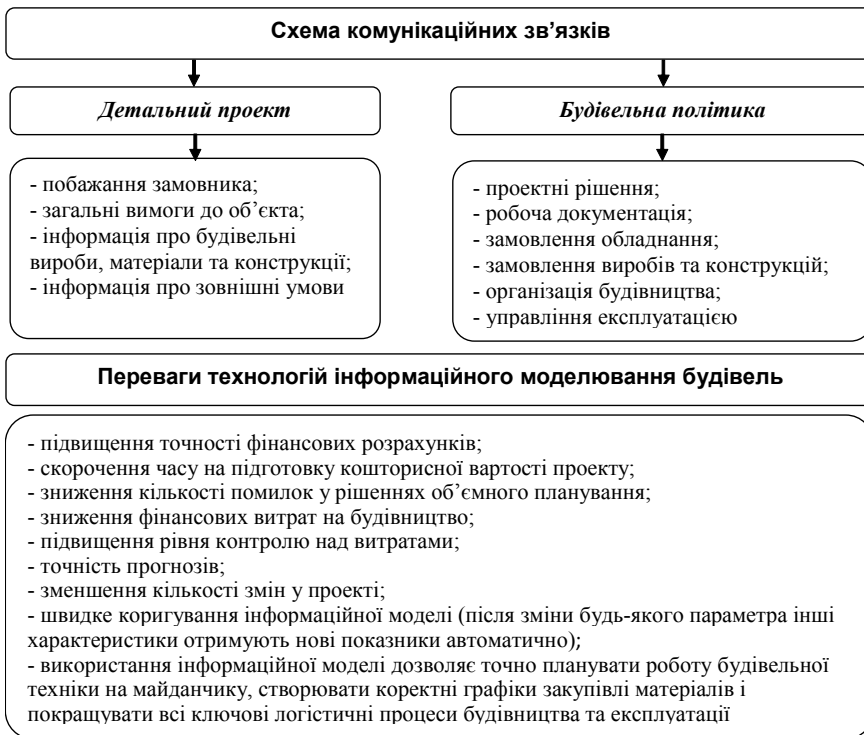 Схема комунікаційних зв’язків
Детальний проект
Будівельна політика
- побажання замовника;
- загальні вимоги до об’єкта;
- інформація про будівельні
вироби, матеріали та конструкції;
- інформація про зовнішні умови
- проектні рішення;
- робоча документація;
- замовлення обладнання;
- замовлення виробів та конструкцій;
- організація будівництва;
- управління експлуатацією
Переваги технологій інформаційного моделювання будівель
- підвищення точності фінансових розрахунків;
- скорочення часу на підготовку кошторисної вартості проекту;
- зниження кількості помилок у рішеннях об’ємного планування;
- зниження фінансових витрат на будівництво;
- підвищення рівня контролю над витратами;
- точність прогнозів;
- зменшення кількості змін у проекті;
- швидке коригування інформаційної моделі (після зміни будь-якого параметра інші
характеристики отримують нові показники автоматично);
- використання інформаційної моделі дозволяє точно планувати роботу будівельної
техніки на майданчику, створювати коректні графіки закупівлі матеріалів і
покращувати всі ключові логістичні процеси будівництва та експлуатації